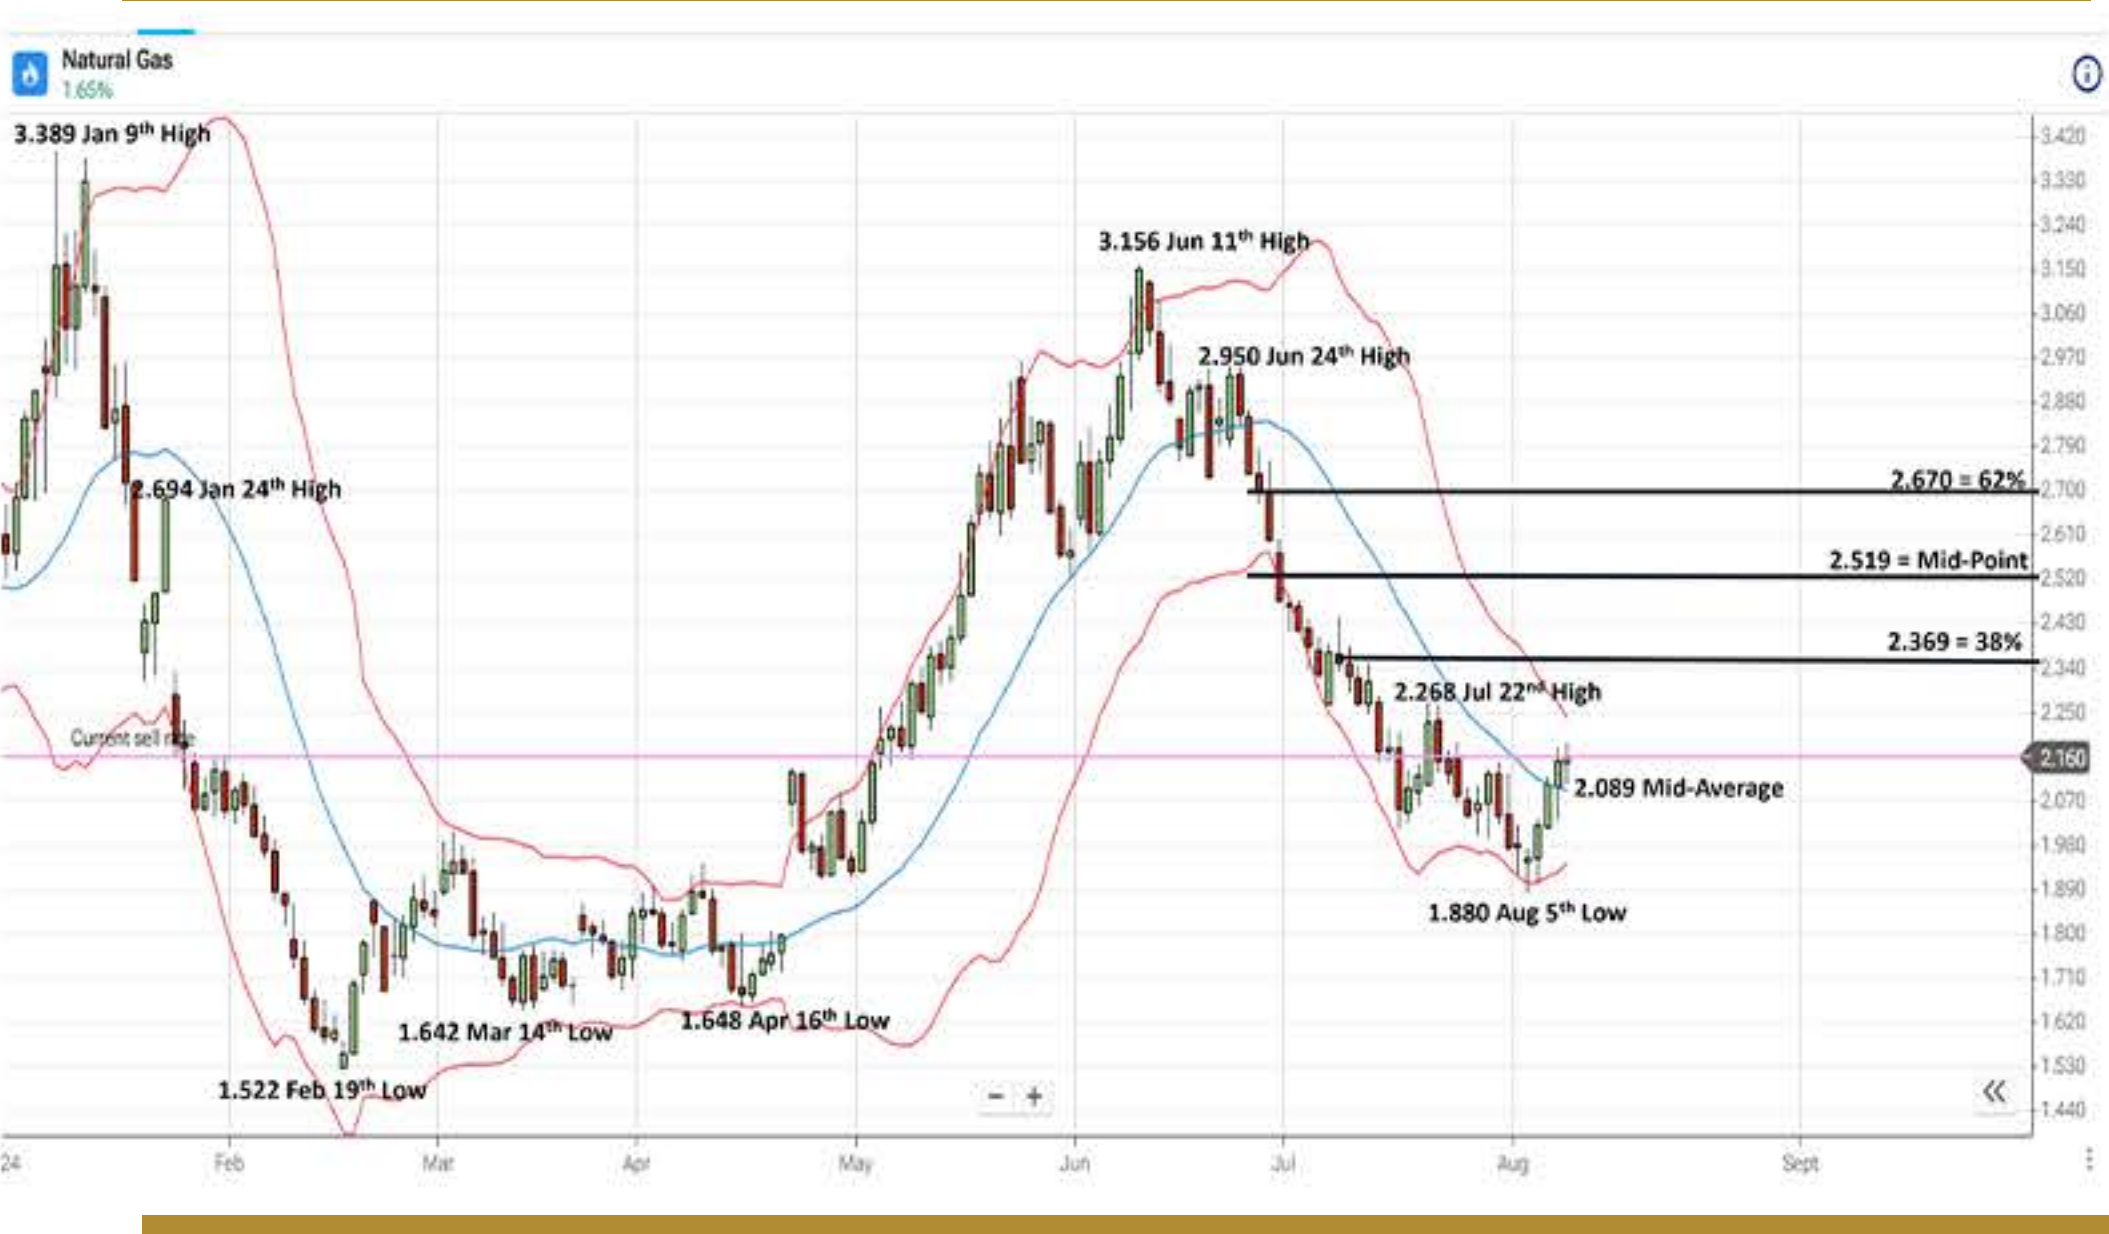 Natural Gas
1.65%
3.389 Jan 9th High
3.420
3.330
3.156 Jun 11th High
3.240
3.150
3.060
2.950 Jun 24th High
2.970
2.880
2.790
2.694 Jan 24th High
2.670 = 62%
2.700
2.610
2.519 = Mid-Point
2.520
2.430
2.369 = 38%
2.340
2.268 Jul 22nd High
2.250
Current sell rate
2.160
2.089 Mid-Average
2.070
1.980
1.890
1.880 Aug 5th Low
1.800
1.710
1.642 Mar 14th Low
1.648 Apr 16th Low
1.620
1.522 Feb 19th Low
1.530
− +
«
1.440
24 Feb Mar Apr May Jun Jul Aug Sept